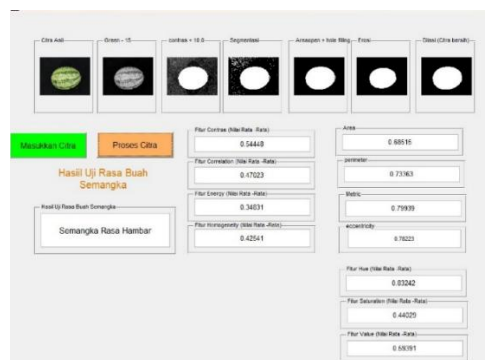 Citra Asli
Green - 15
contras + 10.0
Segmentasi
Areaopen + hole filling
Erosi
Dilasi (Citra bersih)
Masukkan Citra
Proses Citra
Hasiil Uji Rasa Buah
Semangka
Hasil Uji Rasa Buah Semangka
Semangka Rasa Hambar
Fitur Contras (Nilai Rata -Rata)
0.54448
Fitur Correlation (Nilai Rata -Rata)
0.47023
Fitur Energy (Nilai Rata -Rata)
0.34831
Fitur Homogeneity (Nilai Rata -Rata)
0.42541
Area
0.68515
perimeter
0.73363
Metric
0.79939
eccentricity
0.78223
Fitur Hue (Nilai Rata -Rata)
0.83242
Fitur Saturation (Nilai Rata -Rata)
0.44029
Fitur Value (Nilai Rata -Rata)
0.69391